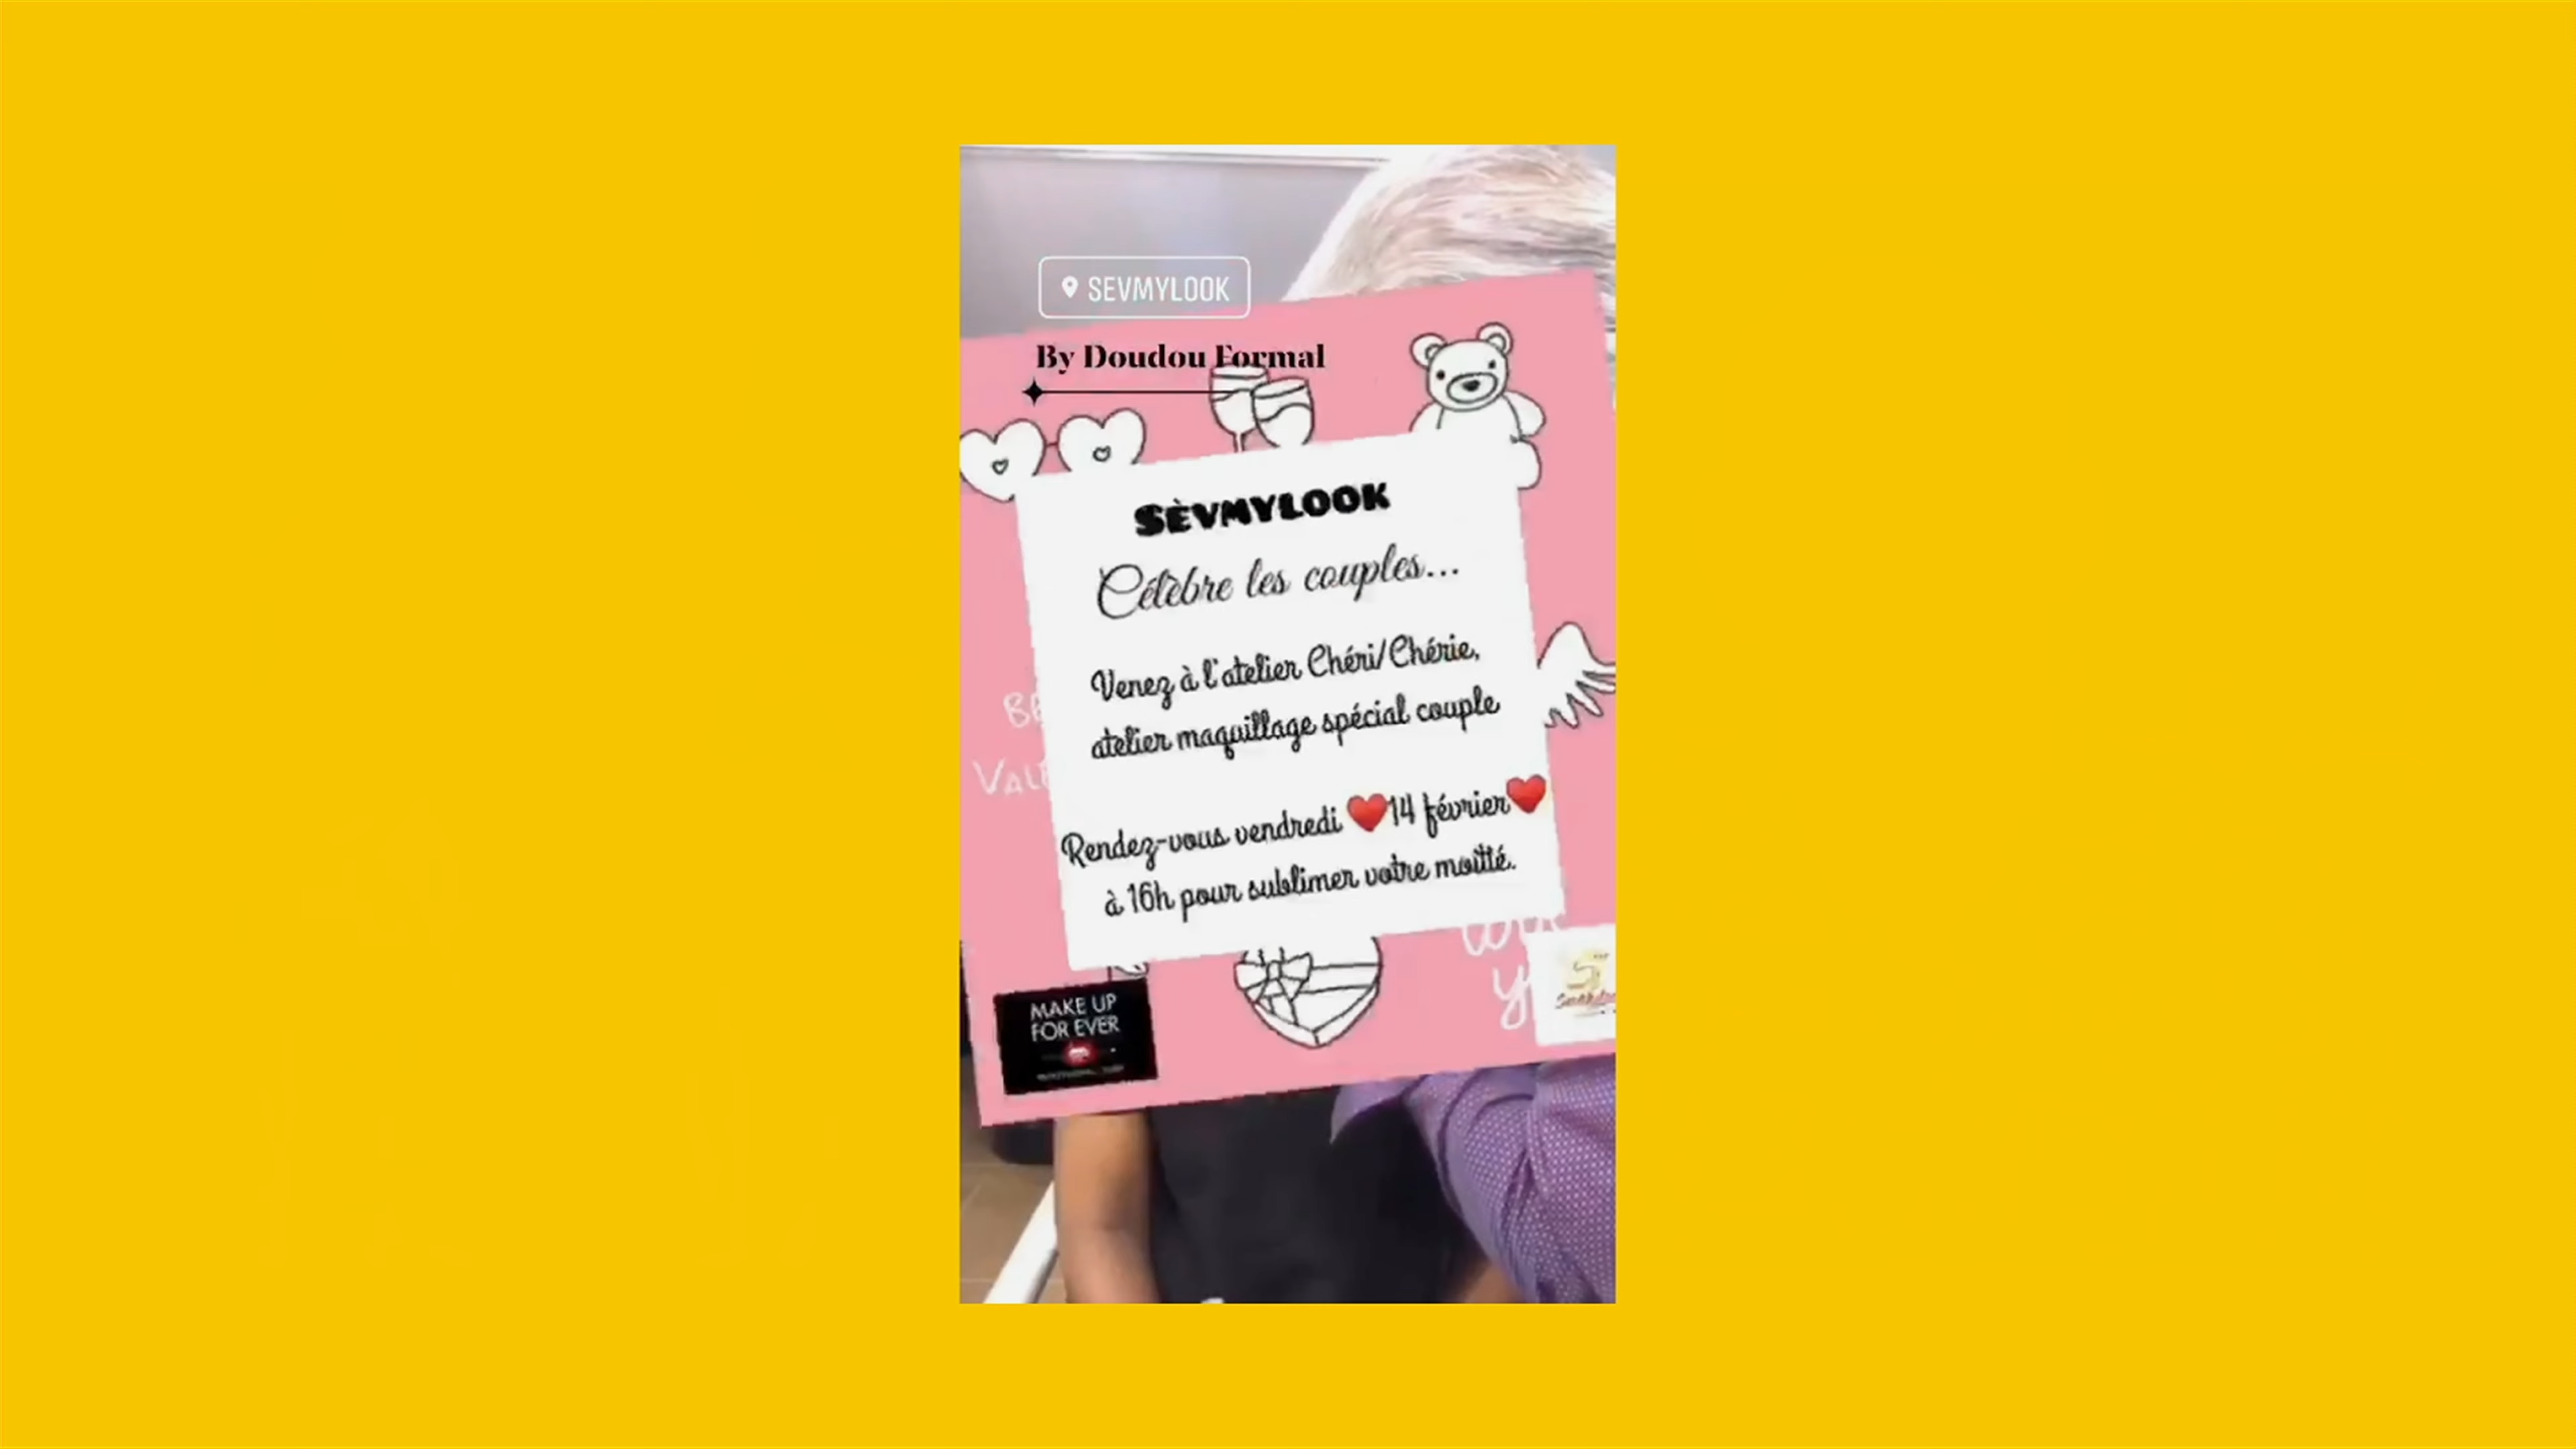 SEVMYLOOK
By Doudou Formal
SÈVMYLOOK
Célèbre les couples...
Venez à l'atelier Chéri/Chérie,
atelier maquillage spécial couple
Rendez-vous vendredi ❤️14 février❤️
à 16h pour sublimer votre moitié.
MAKE UP
FOR EVER